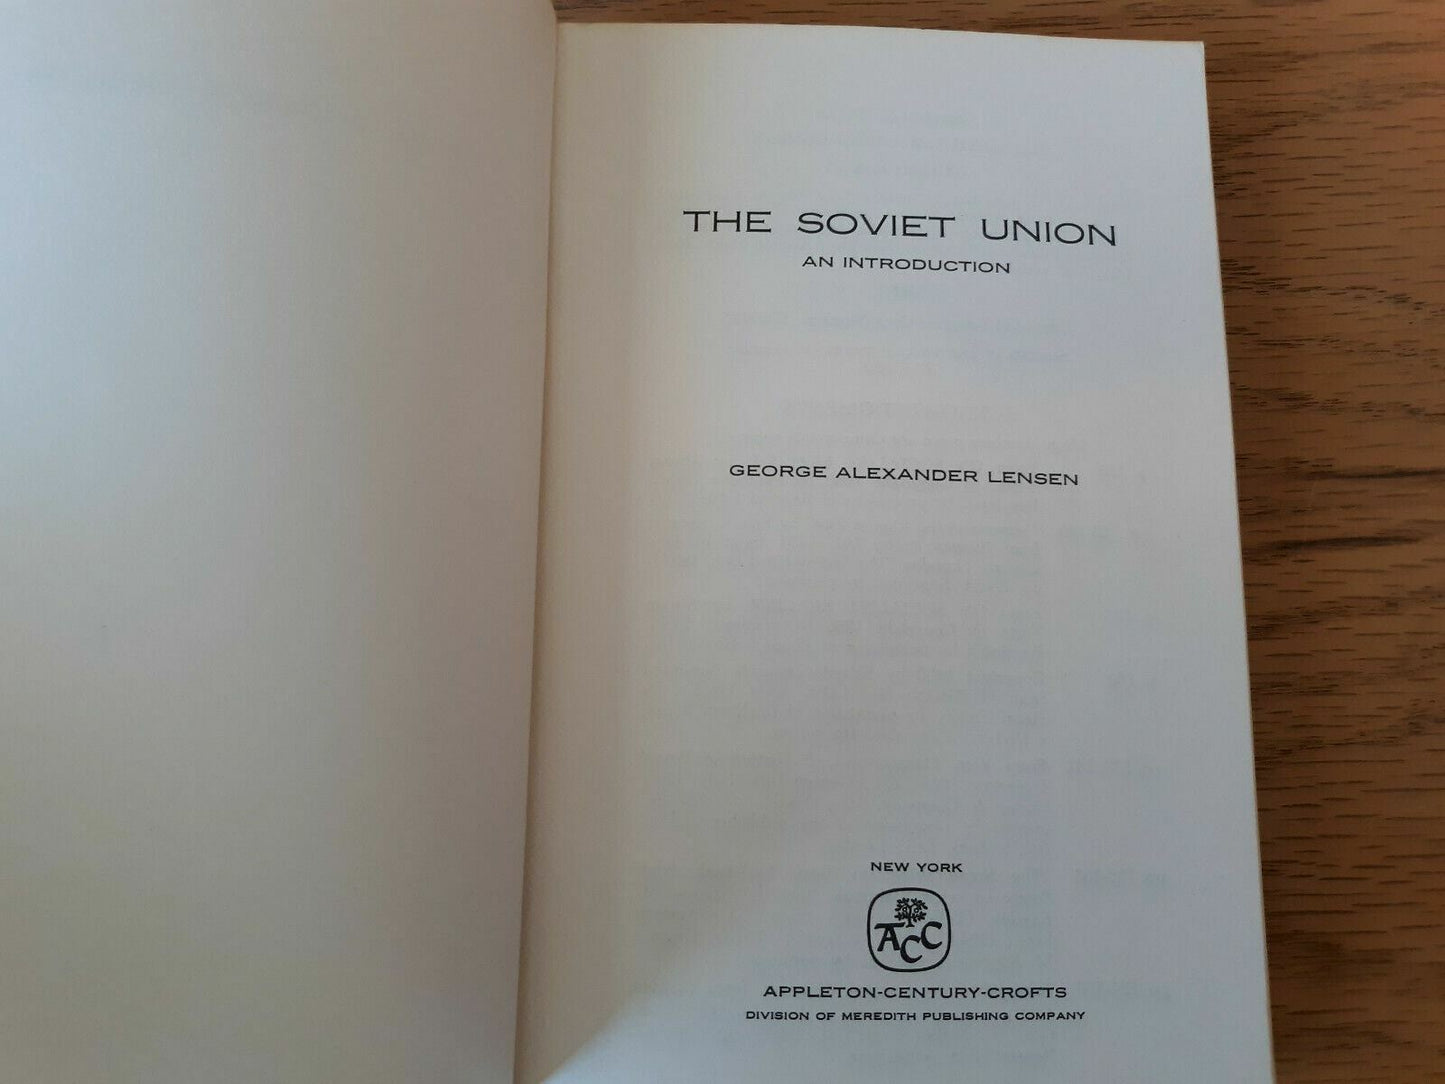 THE SOVIET UNION
AN INTRODUCTION
GEORGE ALEXANDER LENSEN
NEW YORK
ACC
APPLETON-CENTURY-CROFTS
DIVISION OF MEREDITH PUBLISHING COMPANY